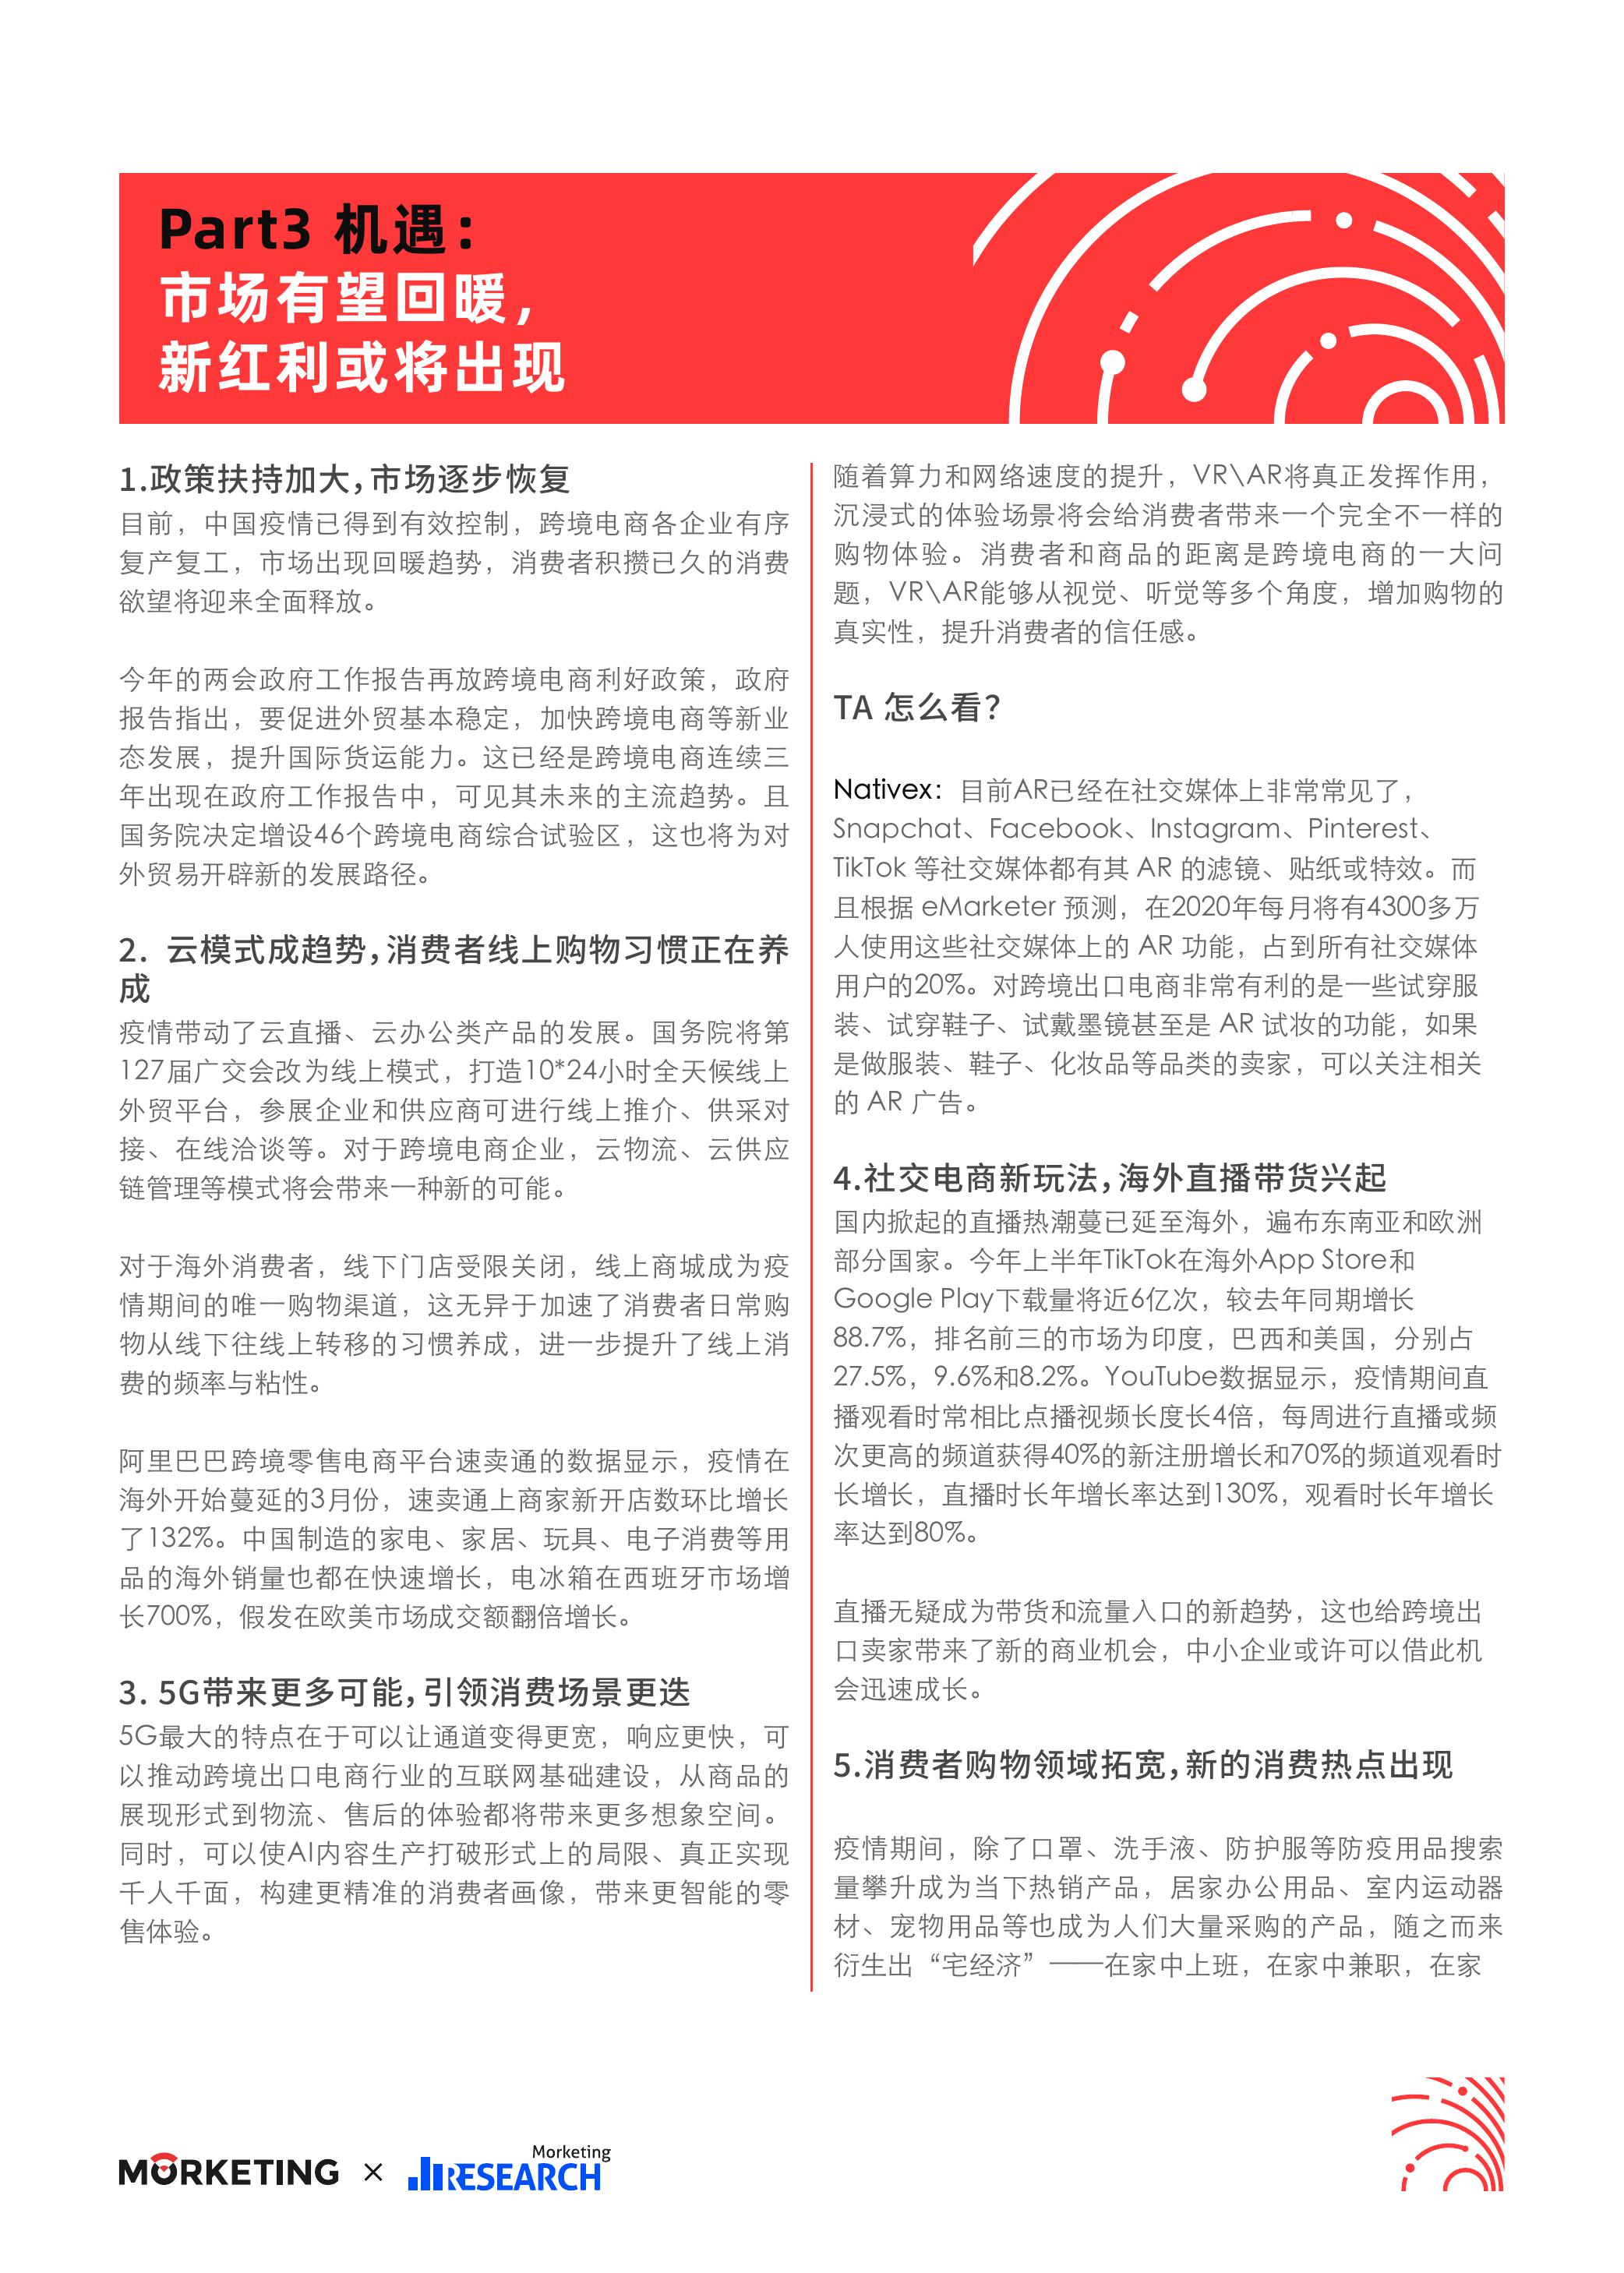 Part3 机遇：
市场有望回暖，
新红利或将出现
1.政策扶持加大，市场逐步恢复
目前，中国疫情已得到有效控制，跨境电商各企业有序
复产复工，市场出现回暖趋势，消费者积攒已久的消费
欲望将迎来全面释放。
今年的两会政府工作报告再放跨境电商利好政策，政府
报告指出，要促进外贸基本稳定，加快跨境电商等新业
态发展，提升国际货运能力。这已经是跨境电商连续三
年出现在政府工作报告中，可见其未来的主流趋势。且
国务院决定增设46个跨境电商综合试验区，这也将为对
外贸易开辟新的发展路径。
2. 云模式成趋势，消费者线上购物习惯正在养
成
疫情带动了云直播、云办公类产品的发展。国务院将第
127届广交会改为线上模式，打造10*24小时全天候线上
外贸平台，参展企业和供应商可进行线上推介、供采对
接、在线洽谈等。对于跨境电商企业，云物流、云供应
链管理等模式将会带来一种新的可能。
对于海外消费者，线下门店受限关闭，线上商城成为疫
情期间的唯一购物渠道，这无异于加速了消费者日常购
物从线下往线上转移的习惯养成，进一步提升了线上消
费的频率与粘性。
阿里巴巴跨境零售电商平台速卖通的数据显示，疫情在
海外开始蔓延的3月份，速卖通上商家新开店数环比增长
了132%。中国制造的家电、家居、玩具、电子消费等用
品的海外销量也都在快速增长，电冰箱在西班牙市场增
长700%，假发在欧美市场成交额翻倍增长。
3. 5G带来更多可能，引领消费场景更迭
5G最大的特点在于可以让通道变得更宽，响应更快，可
以推动跨境出口电商行业的互联网基础建设，从商品的
展现形式到物流、售后的体验都将带来更多想象空间。
同时，可以使AI内容生产打破形式上的局限、真正实现
千人千面，构建更精准的消费者画像，带来更智能的零
售体验。
随着算力和网络速度的提升，VR\AR将真正发挥作用，
沉浸式的体验场景将会给消费者带来一个完全不一样的
购物体验。消费者和商品的距离是跨境电商的一大问
题，VR\AR能够从视觉、听觉等多个角度，增加购物的
真实性，提升消费者的信任感。
TA 怎么看？
Nativex：目前AR已经在社交媒体上非常常见了，
Snapchat、Facebook、Instagram、Pinterest、
TikTok 等社交媒体都有其 AR 的滤镜、贴纸或特效。而
且根据 eMarketer 预测，在2020年每月将有4300多万
人使用这些社交媒体上的 AR 功能，占到所有社交媒体
用户的20%。对跨境出口电商非常有利的是一些试穿服
装、试穿鞋子、试戴墨镜甚至是 AR 试妆的功能，如果
是做服装、鞋子、化妆品等品类的卖家，可以关注相关
的 AR 广告。
4.社交电商新玩法，海外直播带货兴起
国内掀起的直播热潮蔓已延至海外，遍布东南亚和欧洲
部分国家。今年上半年TikTok在海外App Store和
Google Play下载量将近6亿次，较去年同期增长
88.7%，排名前三的市场为印度，巴西和美国，分别占
27.5%，9.6%和8.2%。YouTube数据显示，疫情期间直
播观看时常相比点播视频长度长4倍，每周进行直播或频
次更高的频道获得40%的新注册增长和70%的频道观看时
长增长，直播时长年增长率达到130%，观看时长年增长
率达到80%。
直播无疑成为带货和流量入口的新趋势，这也给跨境出
口卖家带来了新的商业机会，中小企业或许可以借此机
会迅速成长。
5.消费者购物领域拓宽，新的消费热点出现
疫情期间，除了口罩、洗手液、防护服等防疫用品搜索
量攀升成为当下热销产品，居家办公用品、室内运动器
材、宠物用品等也成为人们大量采购的产品，随之而来
衍生出“宅经济”——在家中上班，在家中兼职，在家
MORKETING × Morketing RESEARCH